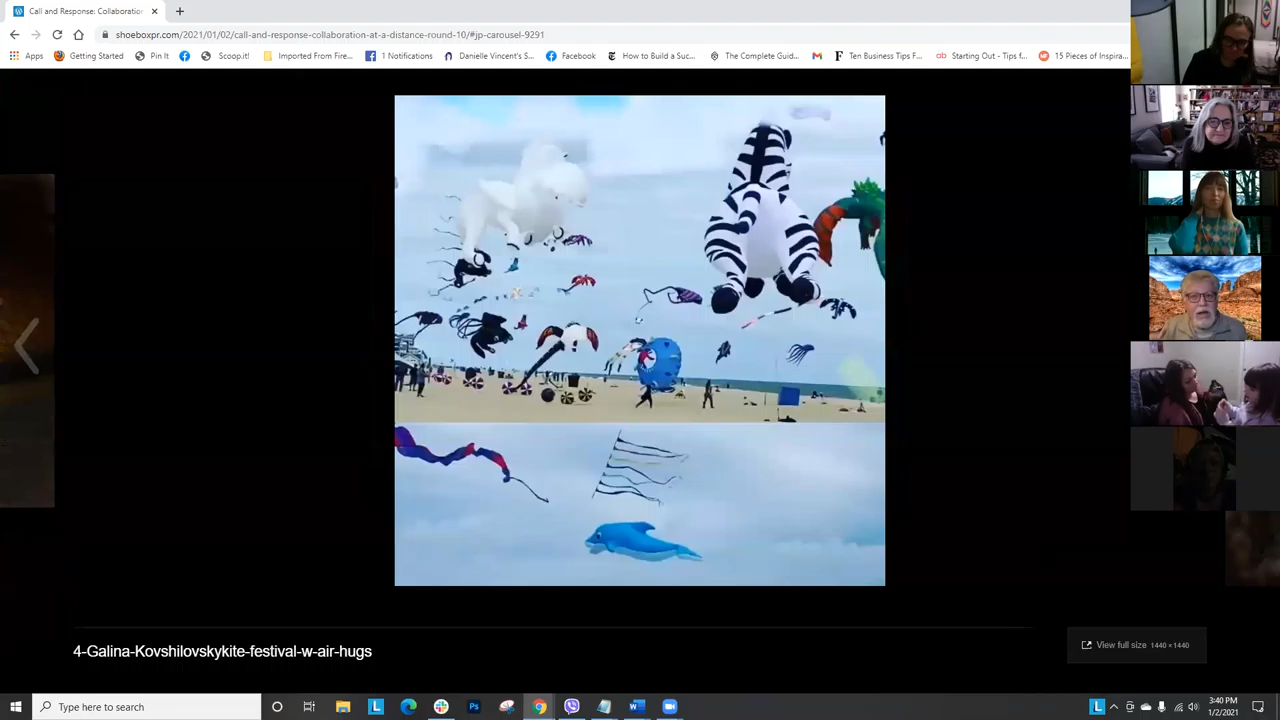 Call and Response: Collaboratio
shoeboxpr.com/2021/01/02/call-and-response-collaboration-at-a-distance-round-10/#jp-carousel-9291
Apps Getting Started Pin It Scoop.it! Imported From Fire... 1 Notifications Danielle Vincent's S... Facebook How to Build a Suc... The Complete Guid... Ten Business Tips F... Starting Out - Tips f... 15 Pieces of Inspira...
4-Galina-Kovshilovskykite-festival-w-air-hugs
View full size 1440×1440
Type here to search
3:40 PM
1/2/2021